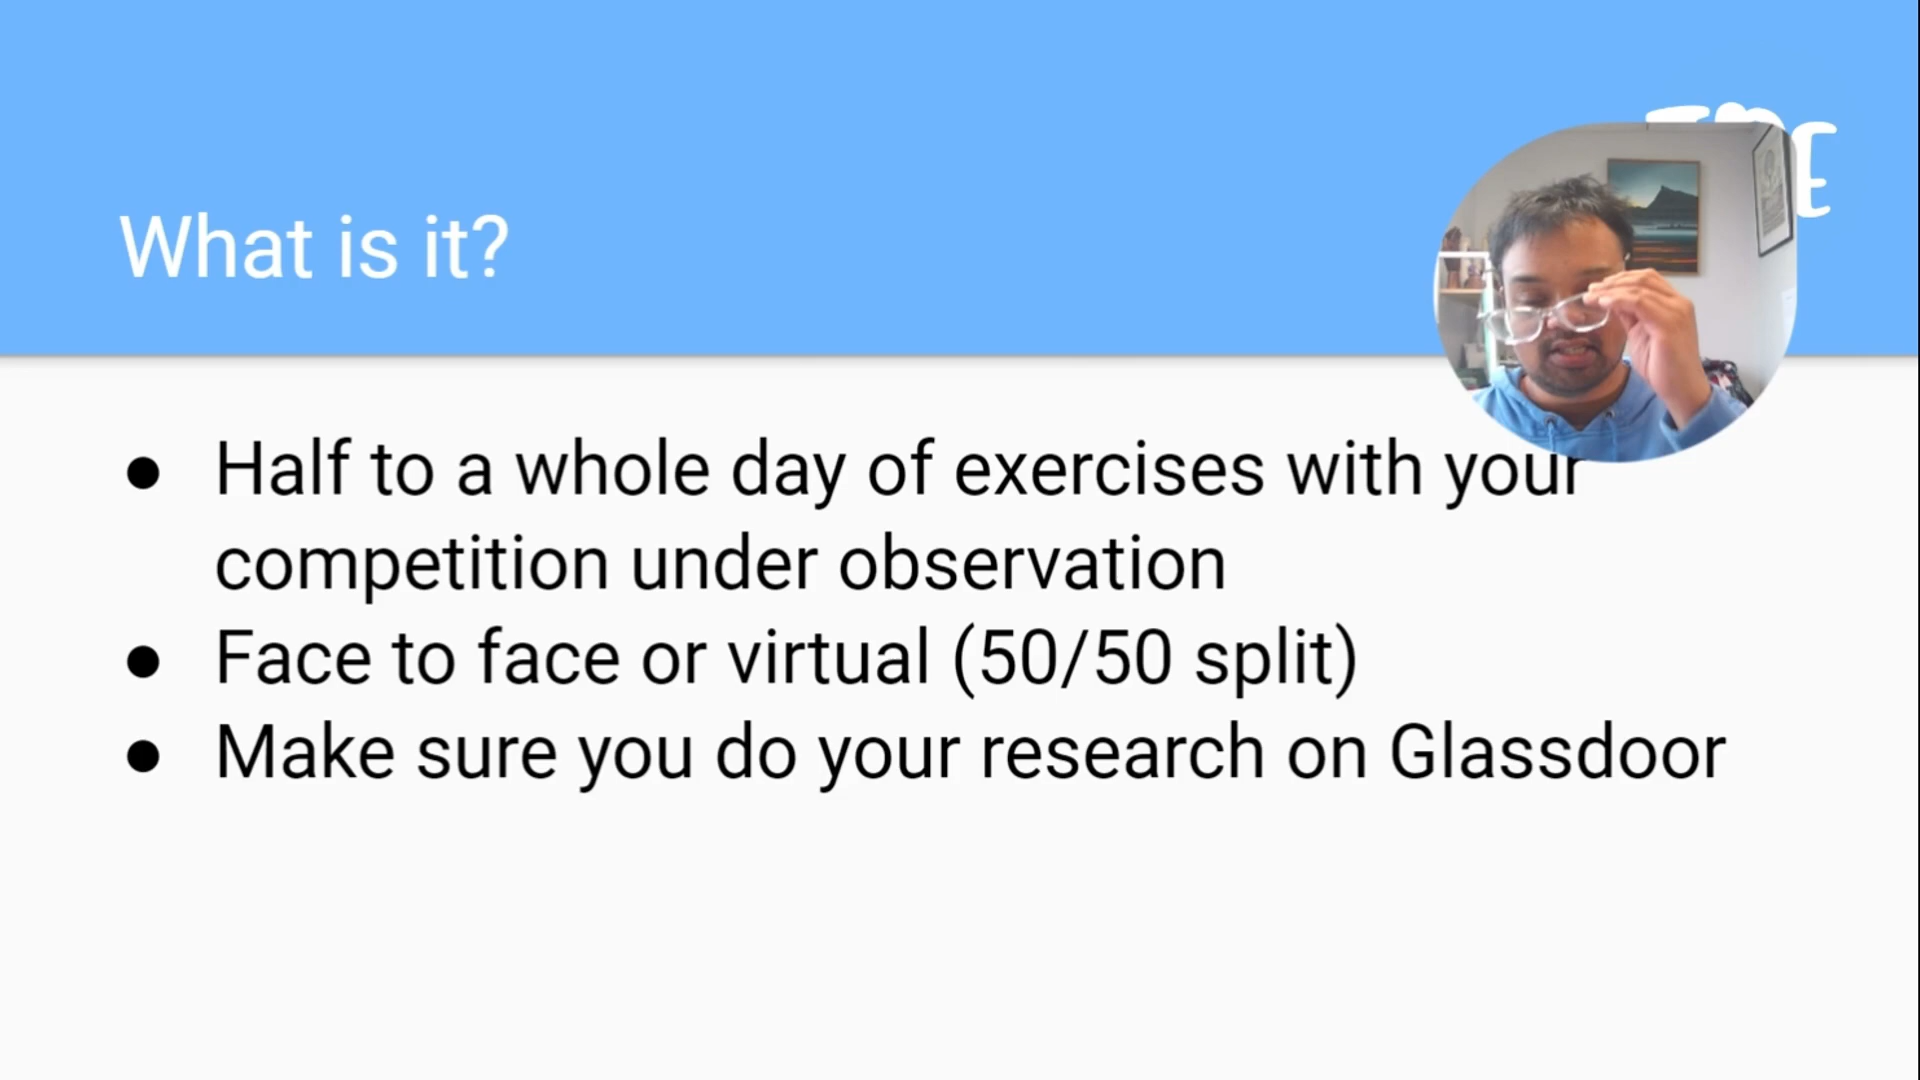 What is it?
● Half to a whole day of exercises with your
competition under observation
● Face to face or virtual (50/50 split)
● Make sure you do your research on Glassdoor